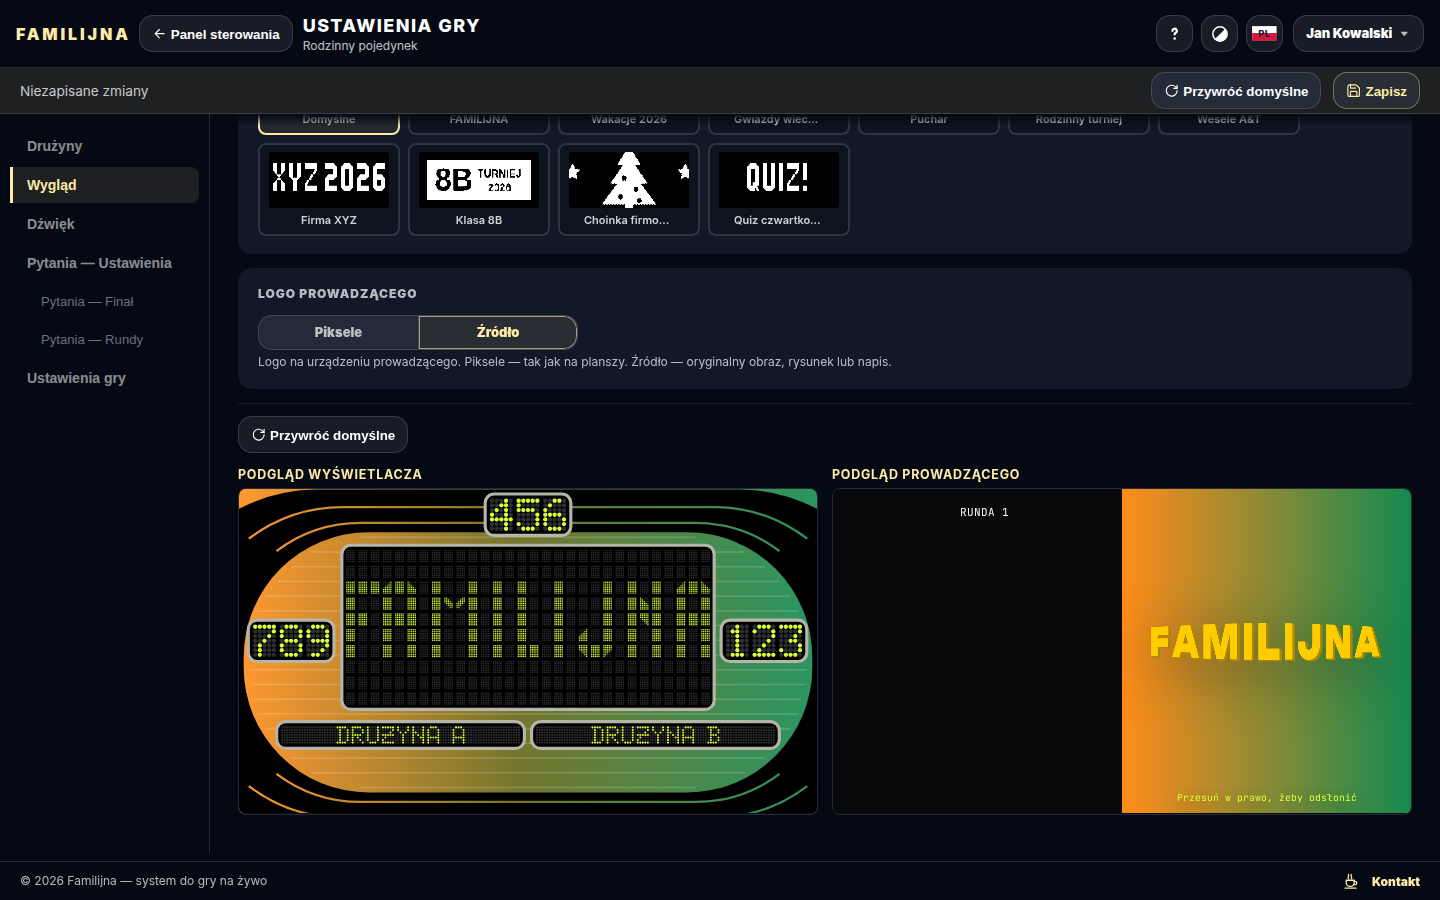 FAMILIJNA
Panel sterowania
USTAWIENIA GRY
Rodzinny pojedynek
?
PL
Jan Kowalski
Niezapisane zmiany
Przywróć domyślne
Zapisz
Drużyny
Wygląd
Dźwięk
Pytania — Ustawienia
Pytania — Finał
Pytania — Rundy
Ustawienia gry
Domyślne
FAMILIJNA
Wakacje 2026
Gwiazdy wiec...
Puchar
Rodzinny turniej
Wesele A&T
XYZ 2026
Firma XYZ
8B TURNIEJ
2026
Klasa 8B
Choinka firmo...
QUIZ!
Quiz czwartko...
LOGO PROWADZĄCEGO
Piksele
Źródło
Logo na urządzeniu prowadzącego. Piksele — tak jak na planszy. Źródło — oryginalny obraz, rysunek lub napis.
Przywróć domyślne
PODGLĄD WYŚWIETLACZA
456
FAMILIJNA
789
123
DRUŻYNA A
DRUŻYNA B
PODGLĄD PROWADZĄCEGO
RUNDA 1
FAMILIJNA
Przesuń w prawo, żeby odsłonić
© 2026 Familijna — system do gry na żywo
Kontakt